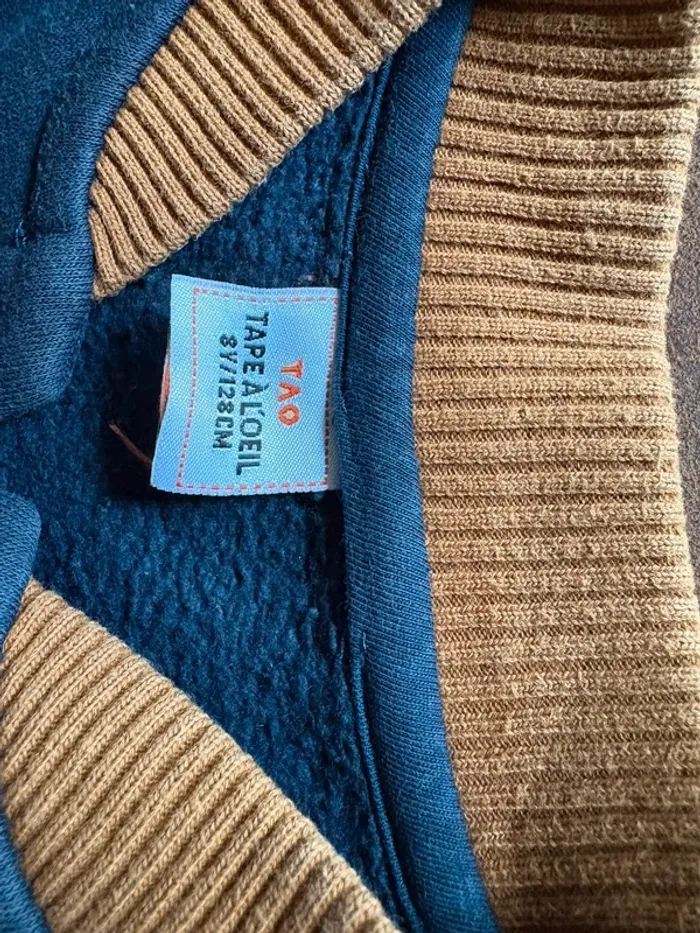 TAO
TAPE À L'OEIL
8Y/128CM